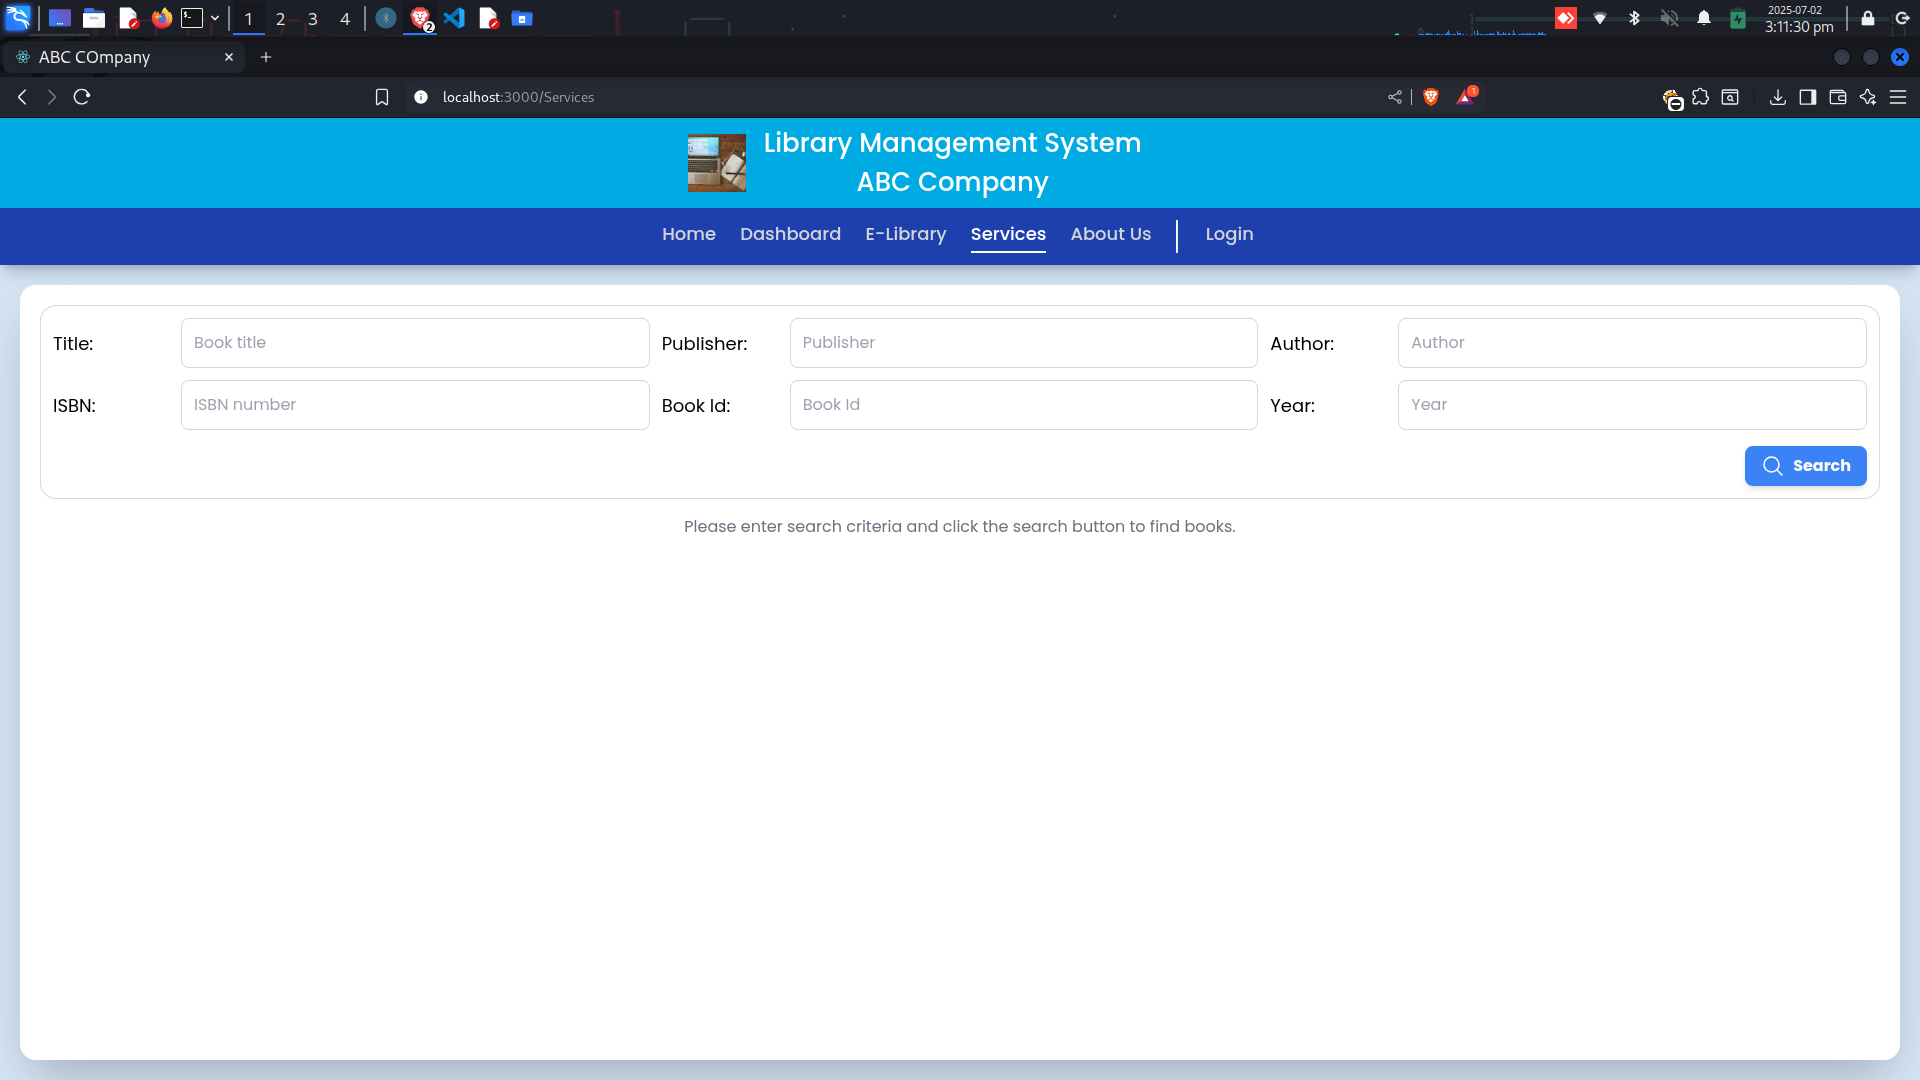 1 2 3 4
2
2025-07-02
3:11:30 pm
ABC COmpany
localhost:3000/Services
1
Library Management System
ABC Company
Home Dashboard E-Library Services About Us Login
Title: Book title Publisher: Publisher Author: Author
ISBN: ISBN number Book Id: Book Id Year: Year
Search
Please enter search criteria and click the search button to find books.